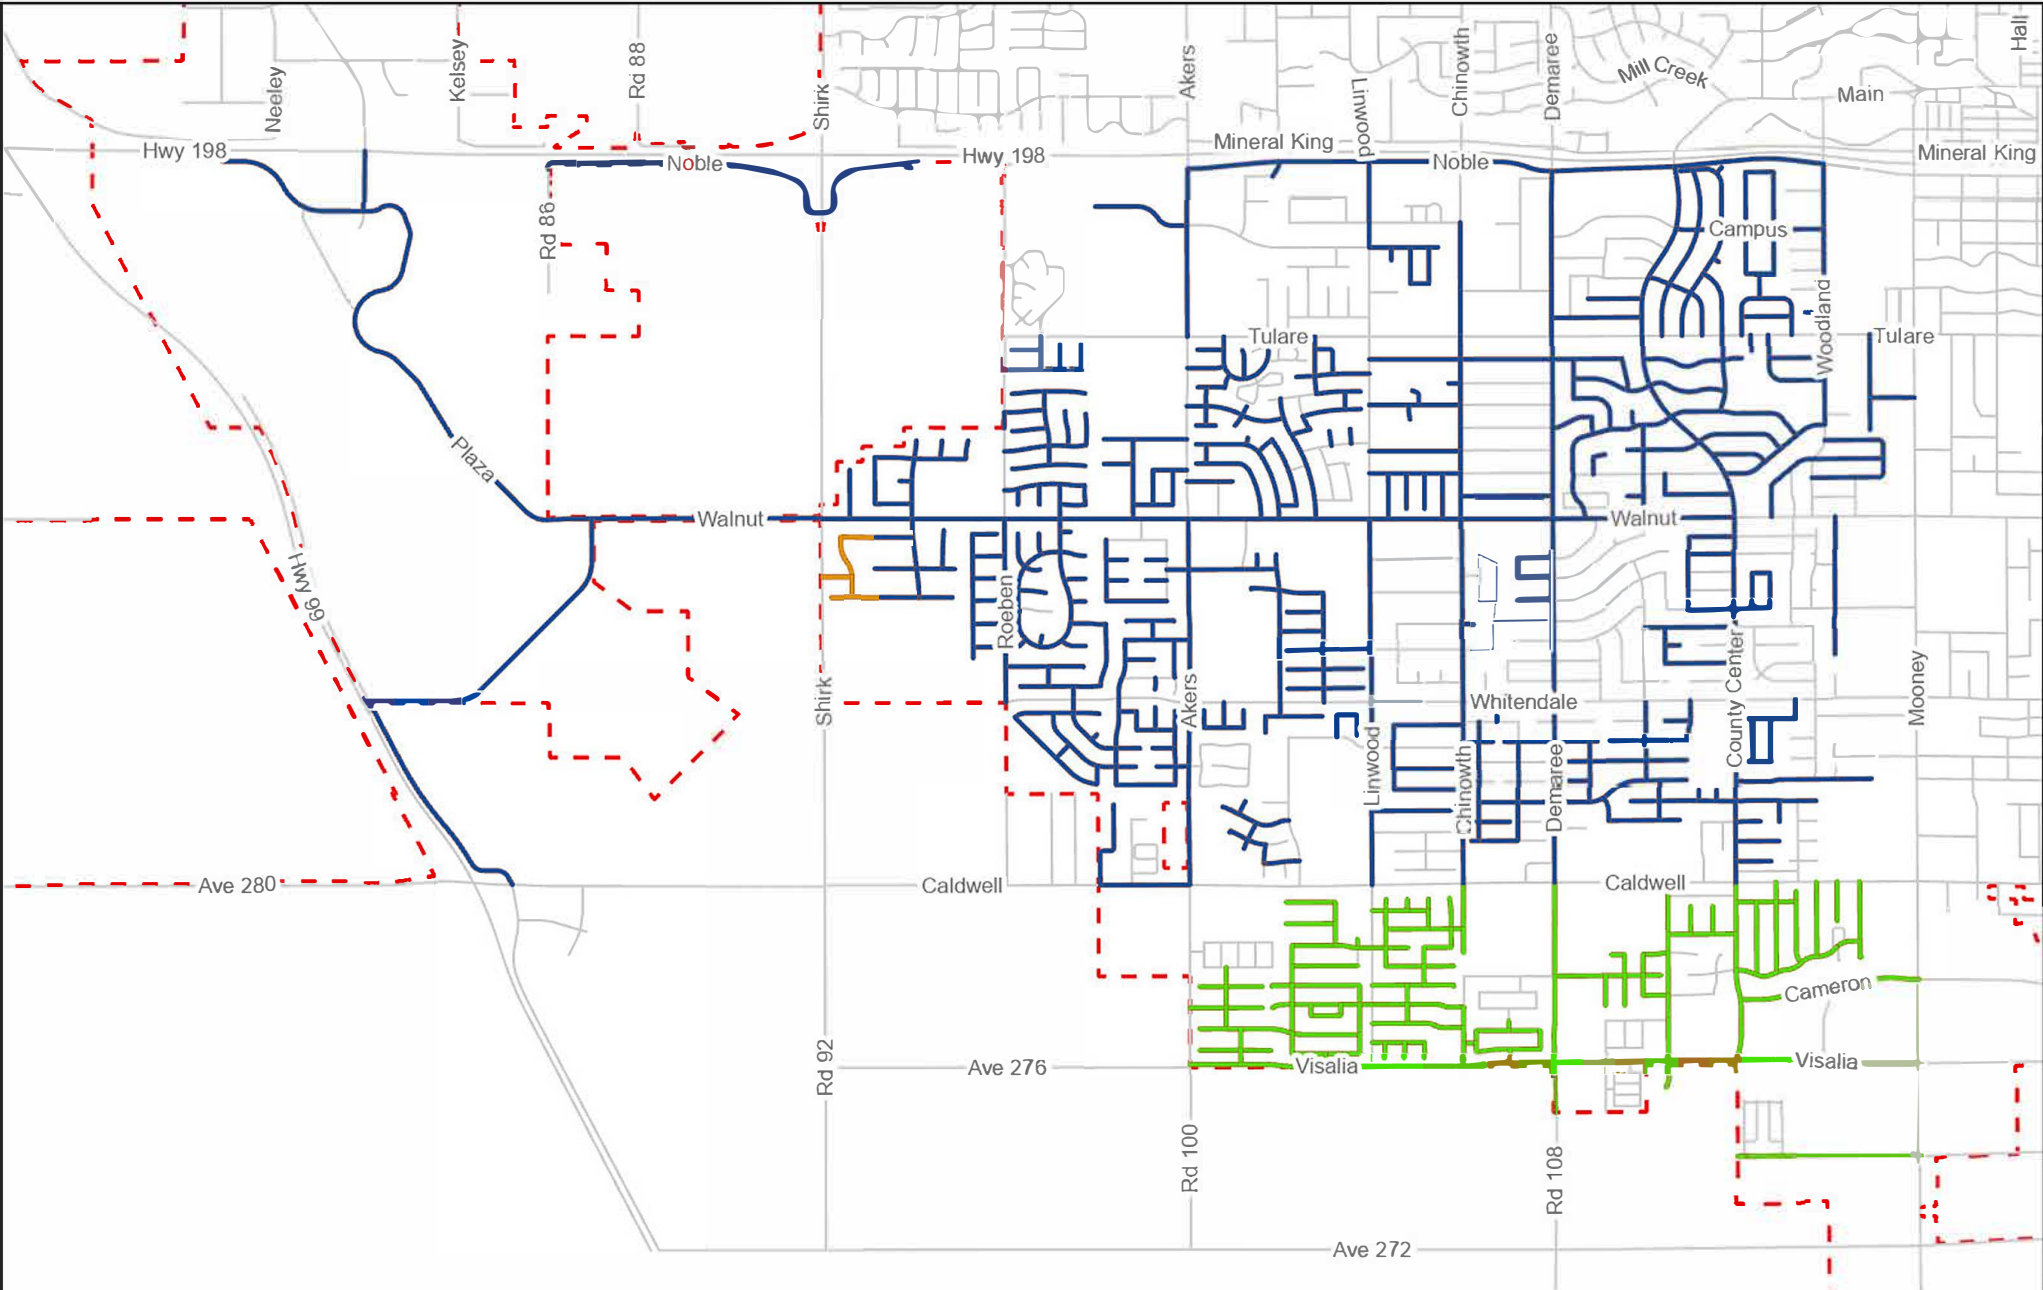 Hall
Neeley
Kelsey
Rd 88
Shirk
Akers
Linwood
Chinowth
Demaree
Mill Creek
Main
Hwy 198
Noble
Hwy 198
Mineral King
Noble
Mineral King
Rd 86
Campus
Woodland
Tulare
Tulare
Plaza
Walnut
Walnut
Hwy 99
Roeben
Shirk
Akers
Linwood
Whitendale
Chinowth
Demaree
County Center
Mooney
Ave 280
Caldwell
Caldwell
Cameron
Rd 92
Ave 276
Visalia
Visalia
Rd 100
Rd 108
Ave 272